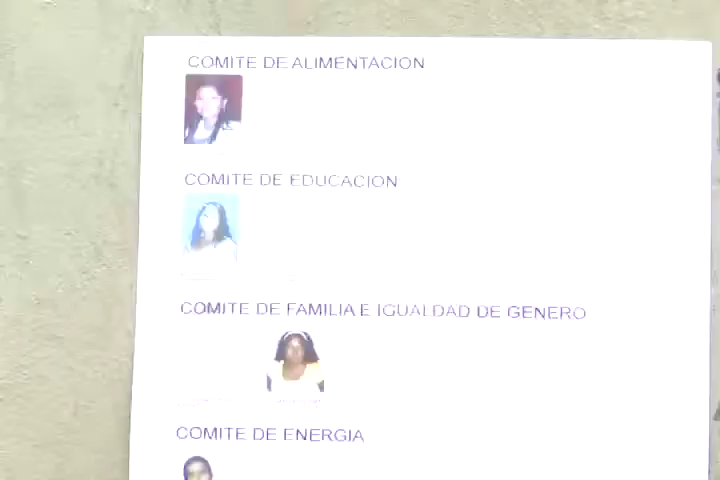 COMITE DE ALIMENTACION
COMITE DE EDUCACION
COMITE DE FAMILIA E IGUALDAD DE GENERO
COMITE DE ENERGIA